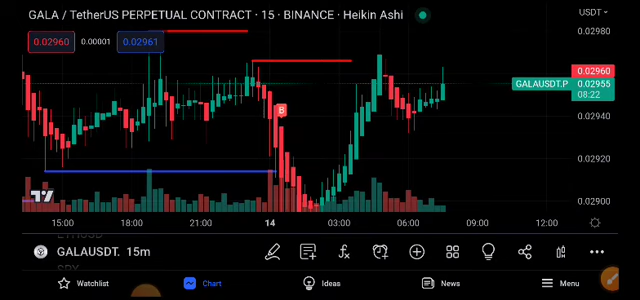 GALA / TetherUS PERPETUAL CONTRACT · 15 · BINANCE · Heikin Ashi
USDT
0.02960 0.00001 0.02961
0.02980
0.02960
GALAUSDT.P 0.02955
08:22
0.02940
0.02920
0.02900
B
15:00 18:00 21:00 14 03:00 06:00 09:00 12:00
GALAUSDT. 15m
Watchlist Chart Ideas News Menu